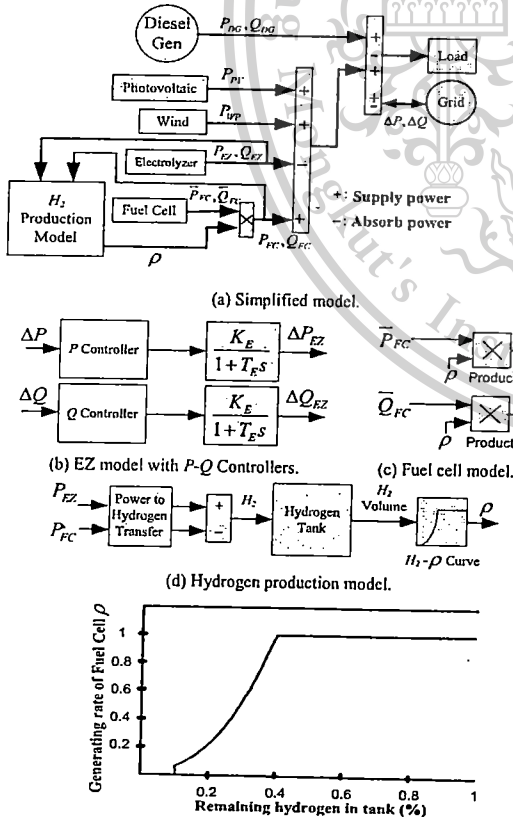 Diesel
Gen
P_DG, Q_DG
Load
Grid
ΔP, ΔQ
Photovoltaic
P_PV
Wind
P_WP
Electrolyzer
P_EZ, Q_EZ
H₂
Production
Model
Fuel Cell
P̄_FC, Q̄_FC
P_FC, Q_FC
ρ
+: Supply power
−: Absorb power
(a) Simplified model.
ΔP
P Controller
K_E
1+T_E s
ΔP_EZ
ΔQ
Q Controller
K_E
1+T_E s
ΔQ_EZ
P̄_FC
ρ
Product
Q̄_FC
ρ
Product
(b) EZ model with P-Q Controllers.
(c) Fuel cell model.
P_EZ
P_FC
Power to
Hydrogen
Transfer
H₂
Hydrogen
Tank
H₂
Volume
ρ
H₂-ρ Curve
(d) Hydrogen production model.
Generating rate of Fuel Cell ρ
1
0.8
0.6
0.4
0.2
0.2 0.4 0.6 0.8 1
Remaining hydrogen in tank (%)
Mongkut's In